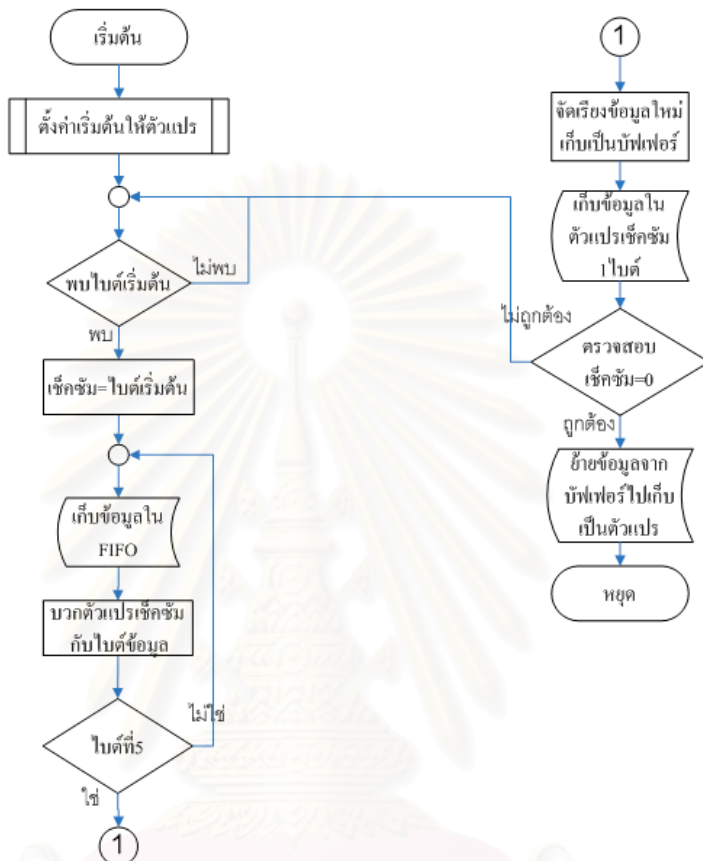 เริ่มต้น
ตั้งค่าเริ่มต้นให้ตัวแปร
พบไบต์เริ่มต้น
ไม่พบ
พบ
เช็คซัม=ไบต์เริ่มต้น
เก็บข้อมูลใน
FIFO
บวกตัวแปรเช็คซัม
กับไบต์ข้อมูล
ไม่ใช่
ไบต์ที่5
ใช่
1
1
จัดเรียงข้อมูลใหม่
เก็บเป็นบัฟเฟอร์
เก็บข้อมูลใน
ตัวแปรเช็คซัม
1ไบต์
ไม่ถูกต้อง
ตรวจสอบ
เช็คซัม=0
ถูกต้อง
ย้ายข้อมูลจาก
บัฟเฟอร์ไปเก็บ
เป็นตัวแปร
หยุด